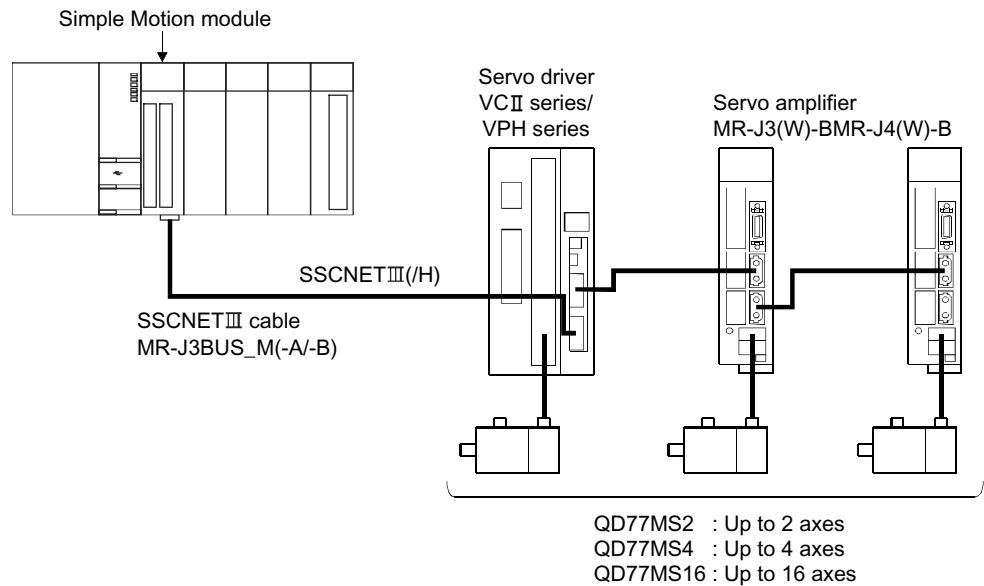 Simple Motion module
Servo driver
VCⅡ series/
VPH series
Servo amplifier
MR-J3(W)-BMR-J4(W)-B
SSCNETⅢ(/H)
SSCNETⅢ cable
MR-J3BUS_M(-A/-B)
QD77MS2 : Up to 2 axes
QD77MS4 : Up to 4 axes
QD77MS16 : Up to 16 axes